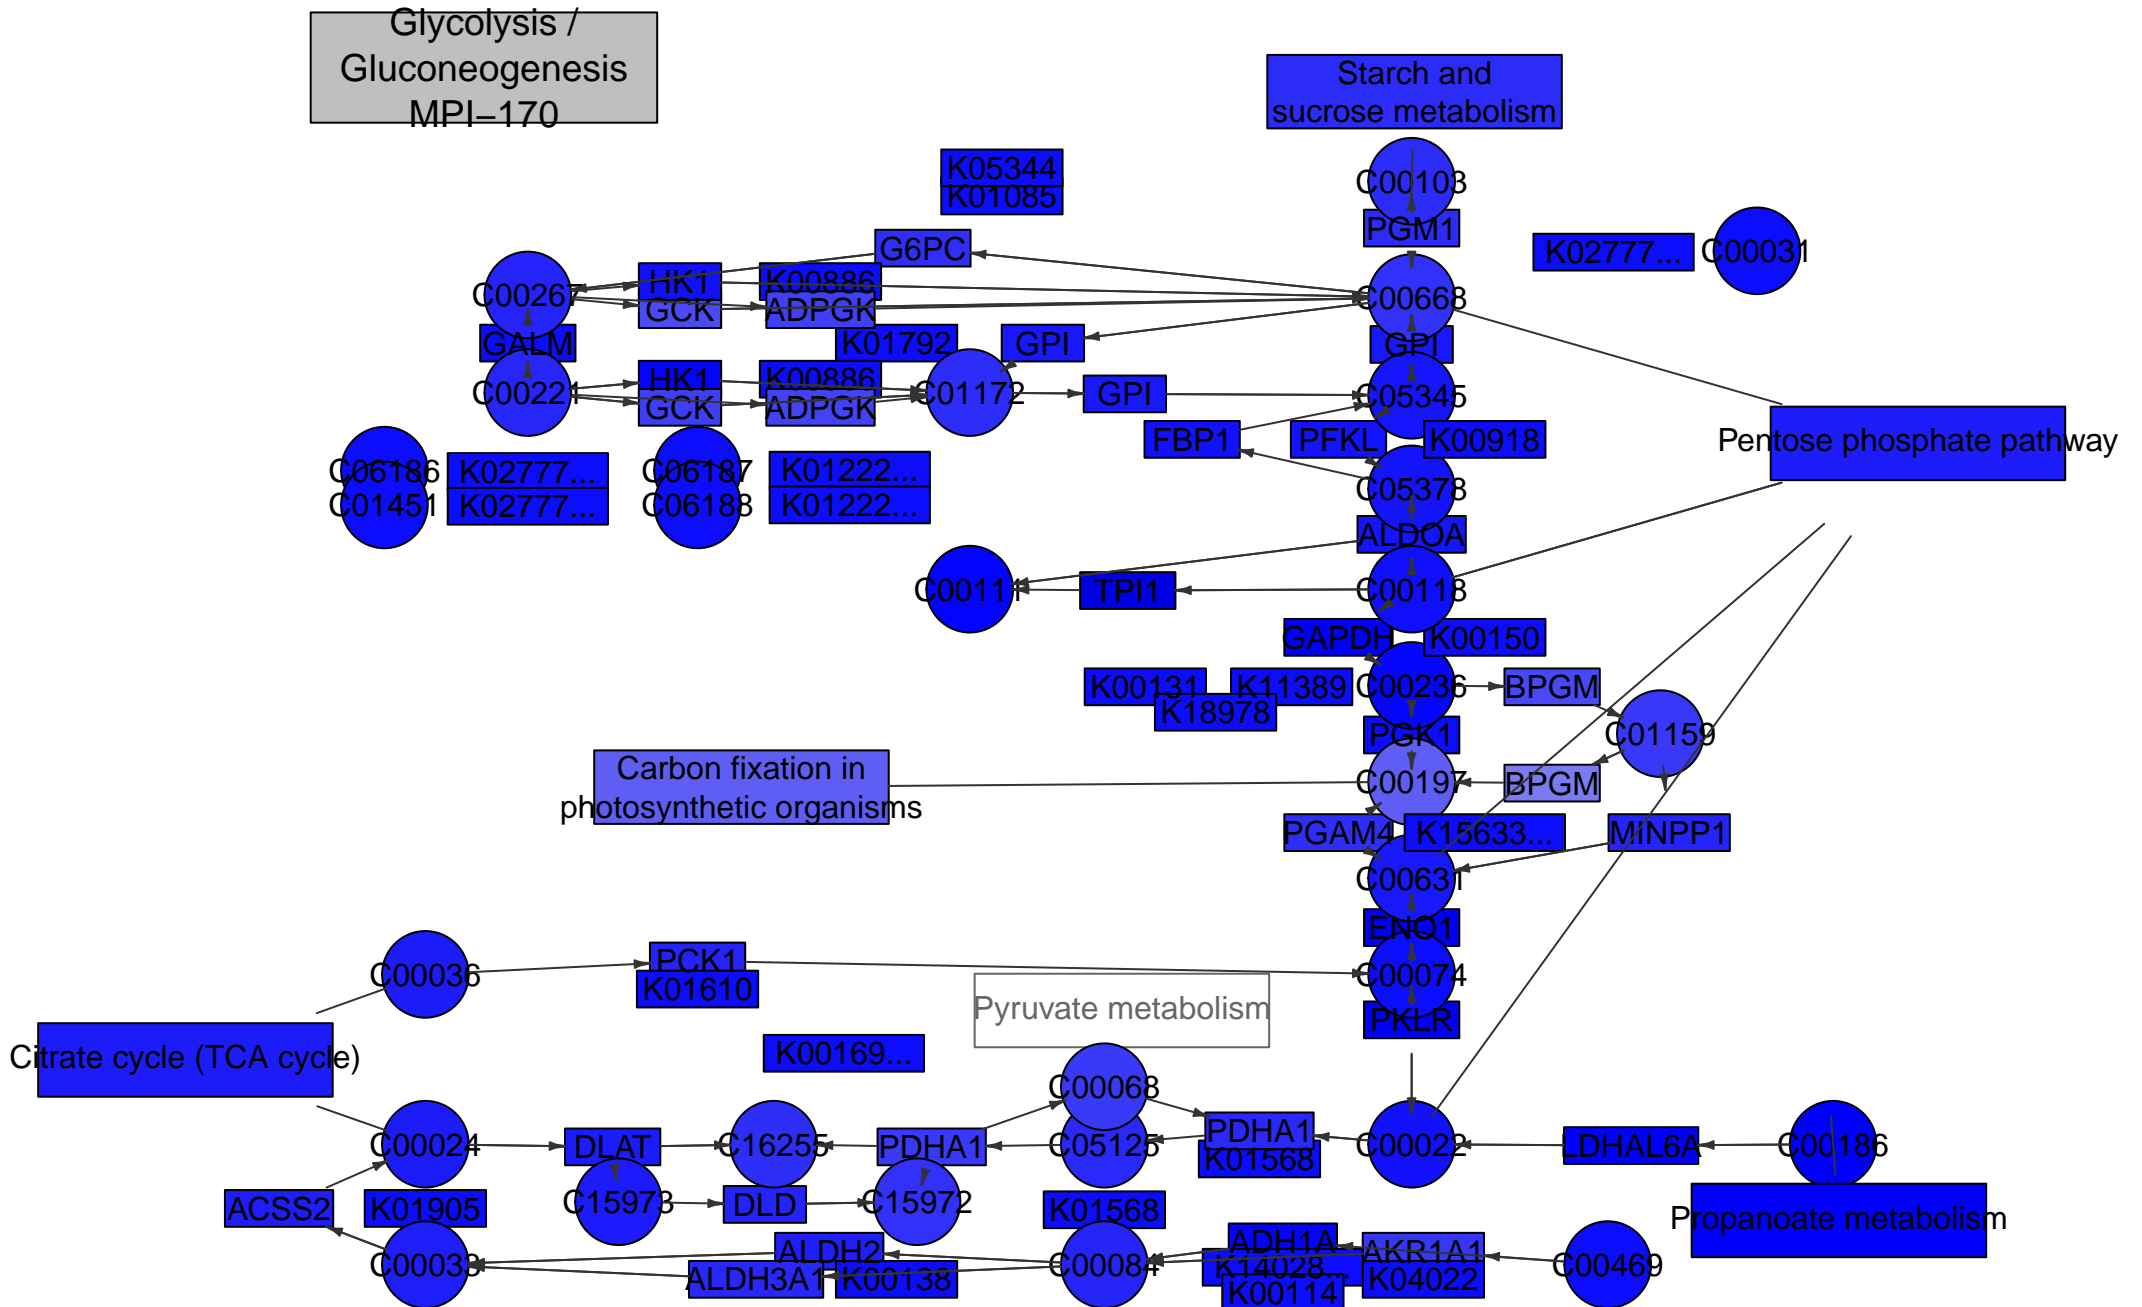 Glycolysis /
Gluconeogenesis
MPI–170
Starch and
sucrose metabolism
K05344
K01085
C00103
PGM1
G6PC
K02777...
C00031
C00267
HK1
K00886
GCK
ADPGK
C00668
GALM
K01792
GPI
GPI
C00221
HK1
K00886
GCK
ADPGK
C01172
GPI
C05345
FBP1
PFKL
K00918
Pentose phosphate pathway
C06186
K02777...
C06187
K01222...
C05378
C01451
K02777...
C06188
K01222...
ALDOA
C00111
TPI1
C00118
GAPDH
K00150
K00131
K11389
C00236
BPGM
K18978
PGK1
C01159
Carbon fixation in
photosynthetic organisms
C00197
BPGM
PGAM4
K15633...
MINPP1
C00631
ENO1
C00036
PCK1
K01610
C00074
Pyruvate metabolism
PKLR
Citrate cycle (TCA cycle)
K00169...
C00068
C00024
DLAT
C16255
PDHA1
C05125
PDHA1
K01568
C00022
LDHAL6A
C00186
ACSS2
K01905
C15973
DLD
C15972
K01568
Propanoate metabolism
C00033
ALDH2
ALDH3A1
K00138
C00084
ADH1A
K14028...
K00114
AKR1A1
K04022
C00469